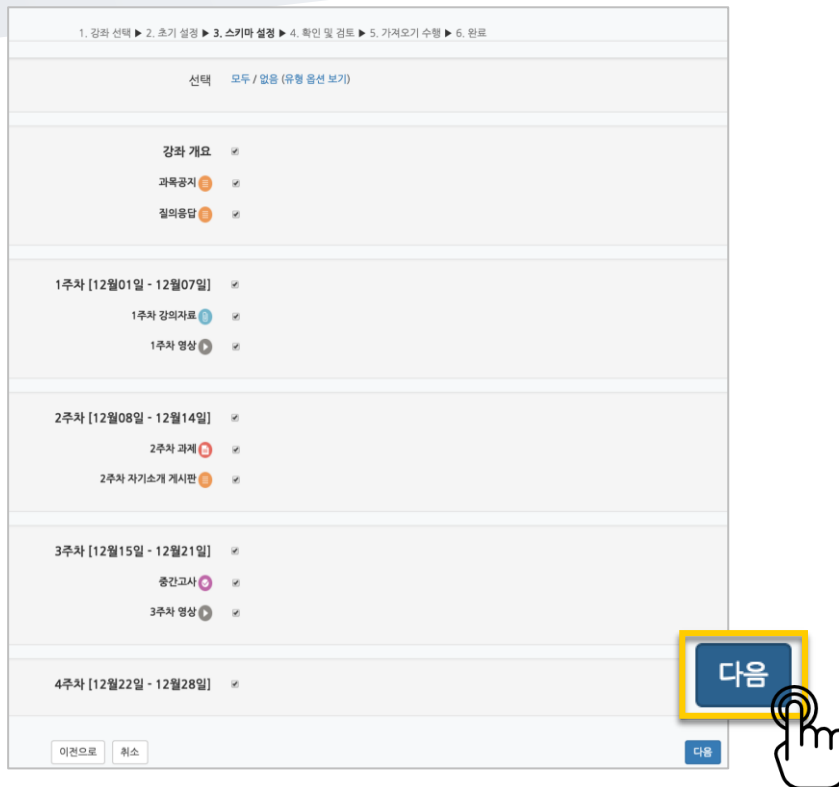 1. 강좌 선택 ▶ 2. 초기 설정 ▶ 3. 스키마 설정 ▶ 4. 확인 및 검토 ▶ 5. 가져오기 수행 ▶ 6. 완료
선택 모두 / 없음 (유형 옵션 보기)
강좌 개요
과목공지
질의응답
1주차 [12월01일 - 12월07일]
1주차 강의자료
1주차 영상
2주차 [12월08일 - 12월14일]
2주차 과제
2주차 자기소개 게시판
3주차 [12월15일 - 12월21일]
중간고사
3주차 영상
4주차 [12월22일 - 12월28일]
다음
이전으로 취소 다음